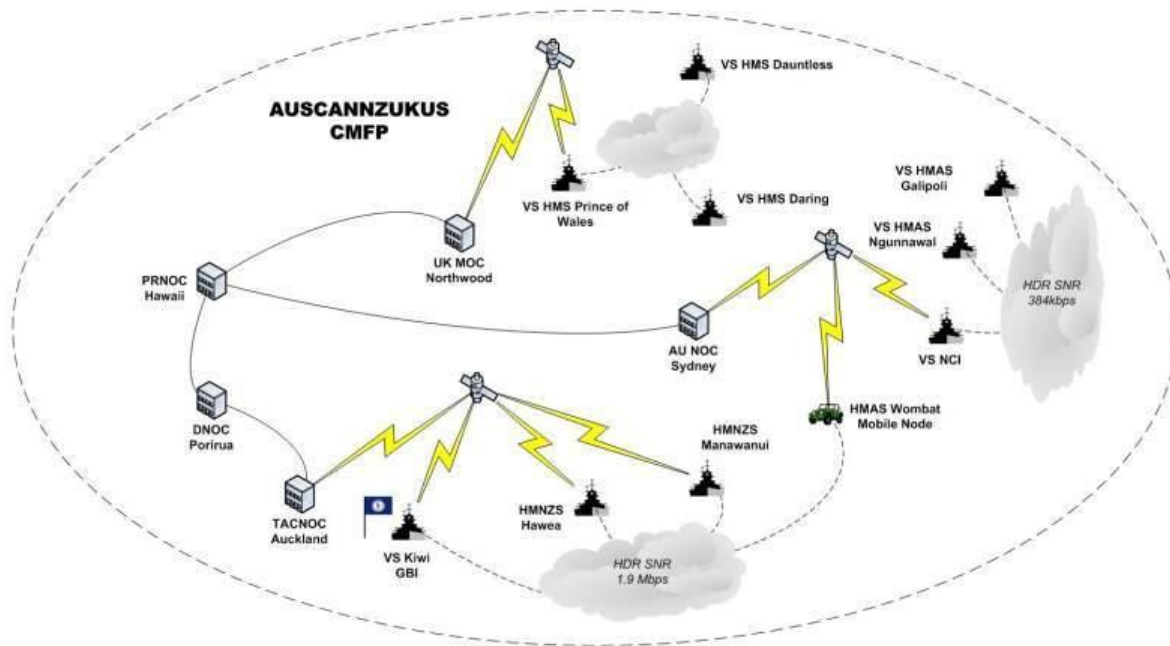 AUSCANNZUKUS
CMFP
VS HMS Dauntless
VS HMS Prince of
Wales
VS HMS Daring
VS HMAS
Galipoli
VS HMAS
Ngunnawal
UK MOC
Northwood
PRNOC
Hawaii
HDR SNR
384kbps
AU NOC
Sydney
VS NCI
DNOC
Porirua
HMAS Wombat
Mobile Node
HMNZS
Manawanui
TACNOC
Auckland
VS Kiwi
GBI
HMNZS
Hawea
HDR SNR
1.9 Mbps